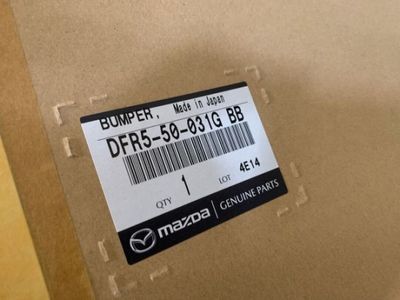 BUMPER, Made in Japan
DFR5-50-031G BB
1
QTY
LOT 4E14
mazda GENUINE PARTS